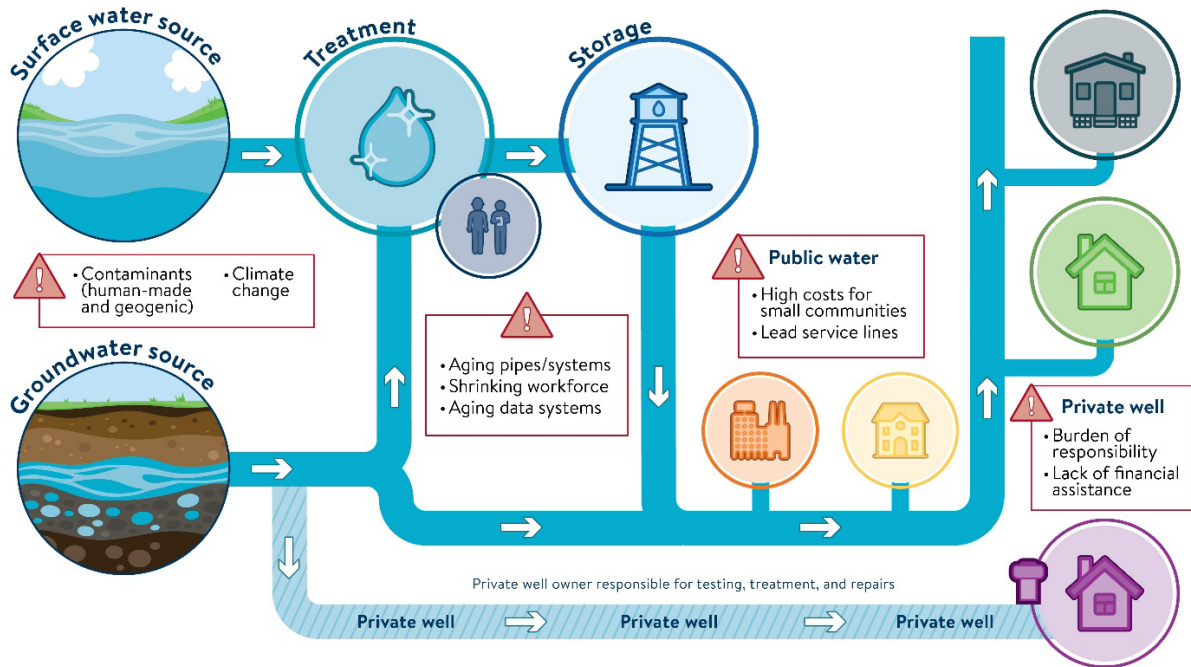 Surface water source
Treatment
Storage
• Contaminants
(human-made
and geogenic)
• Climate
change
Groundwater source
• Aging pipes/systems
• Shrinking workforce
• Aging data systems
Public water
• High costs for
small communities
• Lead service lines
Private well
• Burden of
responsibility
• Lack of financial
assistance
Private well owner responsible for testing, treatment, and repairs
Private well
Private well
Private well